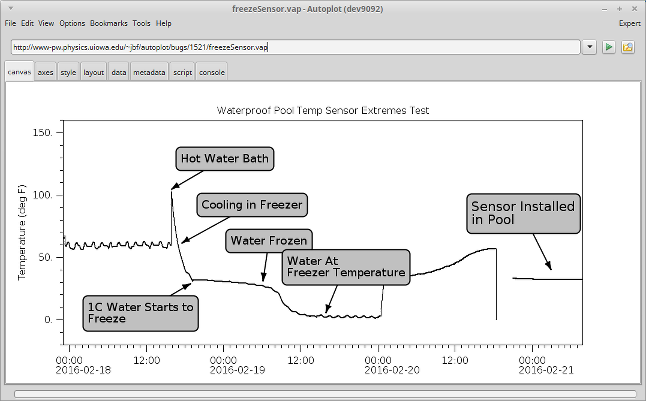 freezeSensor.vap - Autoplot (dev9092)
File Edit View Options Bookmarks Tools Help Expert
http://www-pw.physics.uiowa.edu/~jbf/autoplot/bugs/1521/freezeSensor.vap
canvas axes style layout data metadata script console
Waterproof Pool Temp Sensor Extremes Test
150.
Hot Water Bath
100.
Cooling in Freezer
Sensor Installed
in Pool
Water Frozen
Temperature (deg F)
50.
Water At
Freezer Temperature
1C Water Starts to
Freeze
0.
00:00 12:00 00:00 12:00 00:00 12:00 00:00
2016-02-18 2016-02-19 2016-02-20 2016-02-21